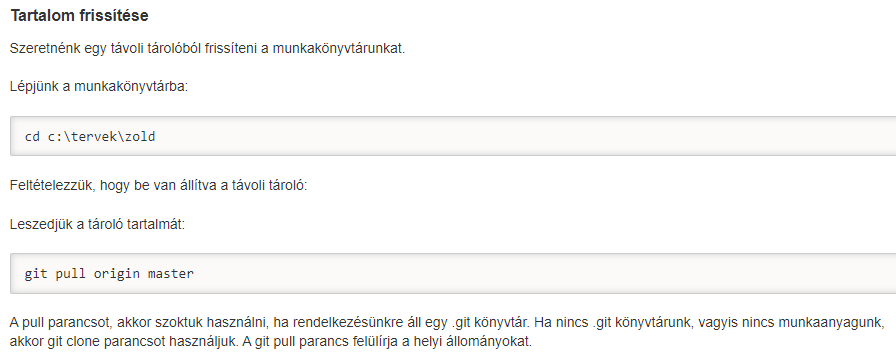 Tartalom frissítése
Szeretnénk egy távoli tárolóból frissíteni a munkakönyvtárunkat.
Lépjünk a munkakönyvtárba:
cd c:\tervek\zold
Feltételezzük, hogy be van állítva a távoli tároló:
Leszedjük a tároló tartalmát:
git pull origin master
A pull parancsot, akkor szoktuk használni, ha rendelkezésünkre áll egy .git könyvtár. Ha nincs .git könyvtárunk, vagyis nincs munkaanyagunk,
akkor git clone parancsot használjuk. A git pull parancs felülírja a helyi állományokat.